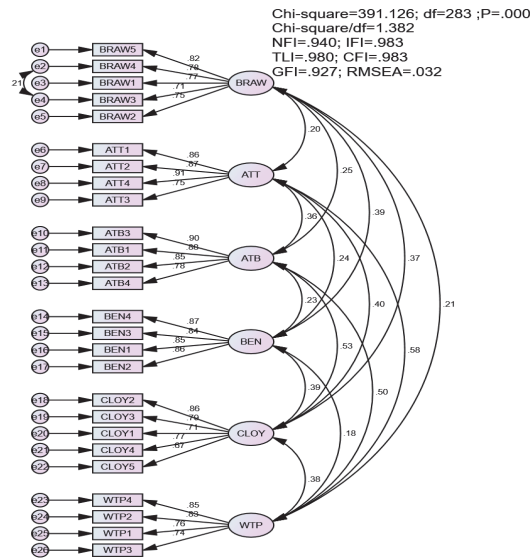 Chi-square=391.126; df=283 ;P=.000
Chi-square/df=1.382
NFI=.940; IFI=.983
TLI=.980; CFI=.983
GFI=.927; RMSEA=.032
e1 BRAW5 .82
e2 BRAW4 .78
21 e3 BRAW1 .77 BRAW
e4 BRAW3 .71
e5 BRAW2 .75
.20
e6 ATT1 .86
e7 ATT2 .87 ATT
e8 ATT4 .91
e9 ATT3 .75
.25
.36 .39
e10 ATB3 .90
e11 ATB1
e12 ATB2 .85 ATB
e13 ATB4 .78
.24 .37
.23 .40 .21
e14 BEN4 .87
e15 BEN3 .84
e16 BEN1 .85 BEN
e17 BEN2 .86
.53 .58
.39 .50
e18 CLOY2 .86
e19 CLOY3 .79
e20 CLOY1 .71 CLOY
e21 CLOY4 .77
e22 CLOY5 .67
.18
.38
e23 WTP4 .85
e24 WTP2 .83
e25 WTP1 .76 WTP
e26 WTP3 .74